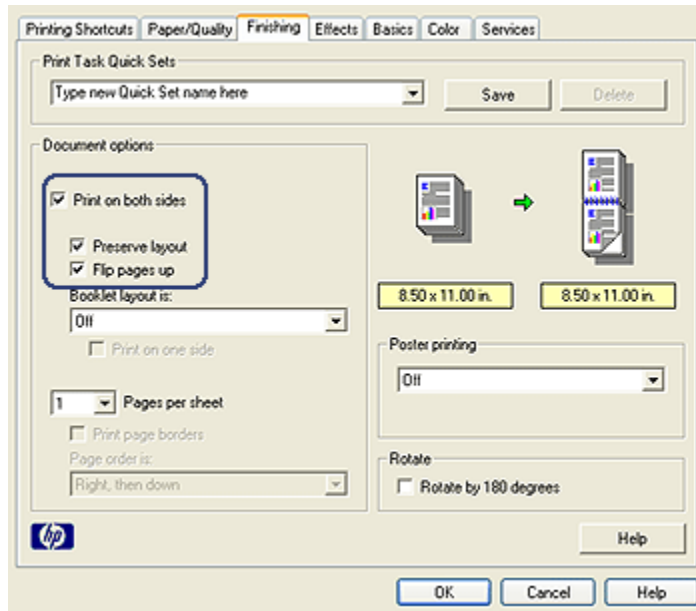 Printing Shortcuts Paper/Quality Finishing Effects Basics Color Services
Print Task Quick Sets
Type new Quick Set name here Save Delete
Document options
Print on both sides
Preserve layout
Flip pages up
Booklet layout is:
Off
Print on one side
1 Pages per sheet
Print page borders
Page order is:
Right, then down
8.50 x 11.00 in. 8.50 x 11.00 in.
Poster printing
Off
Rotate
Rotate by 180 degrees
hp
Help
OK Cancel Help